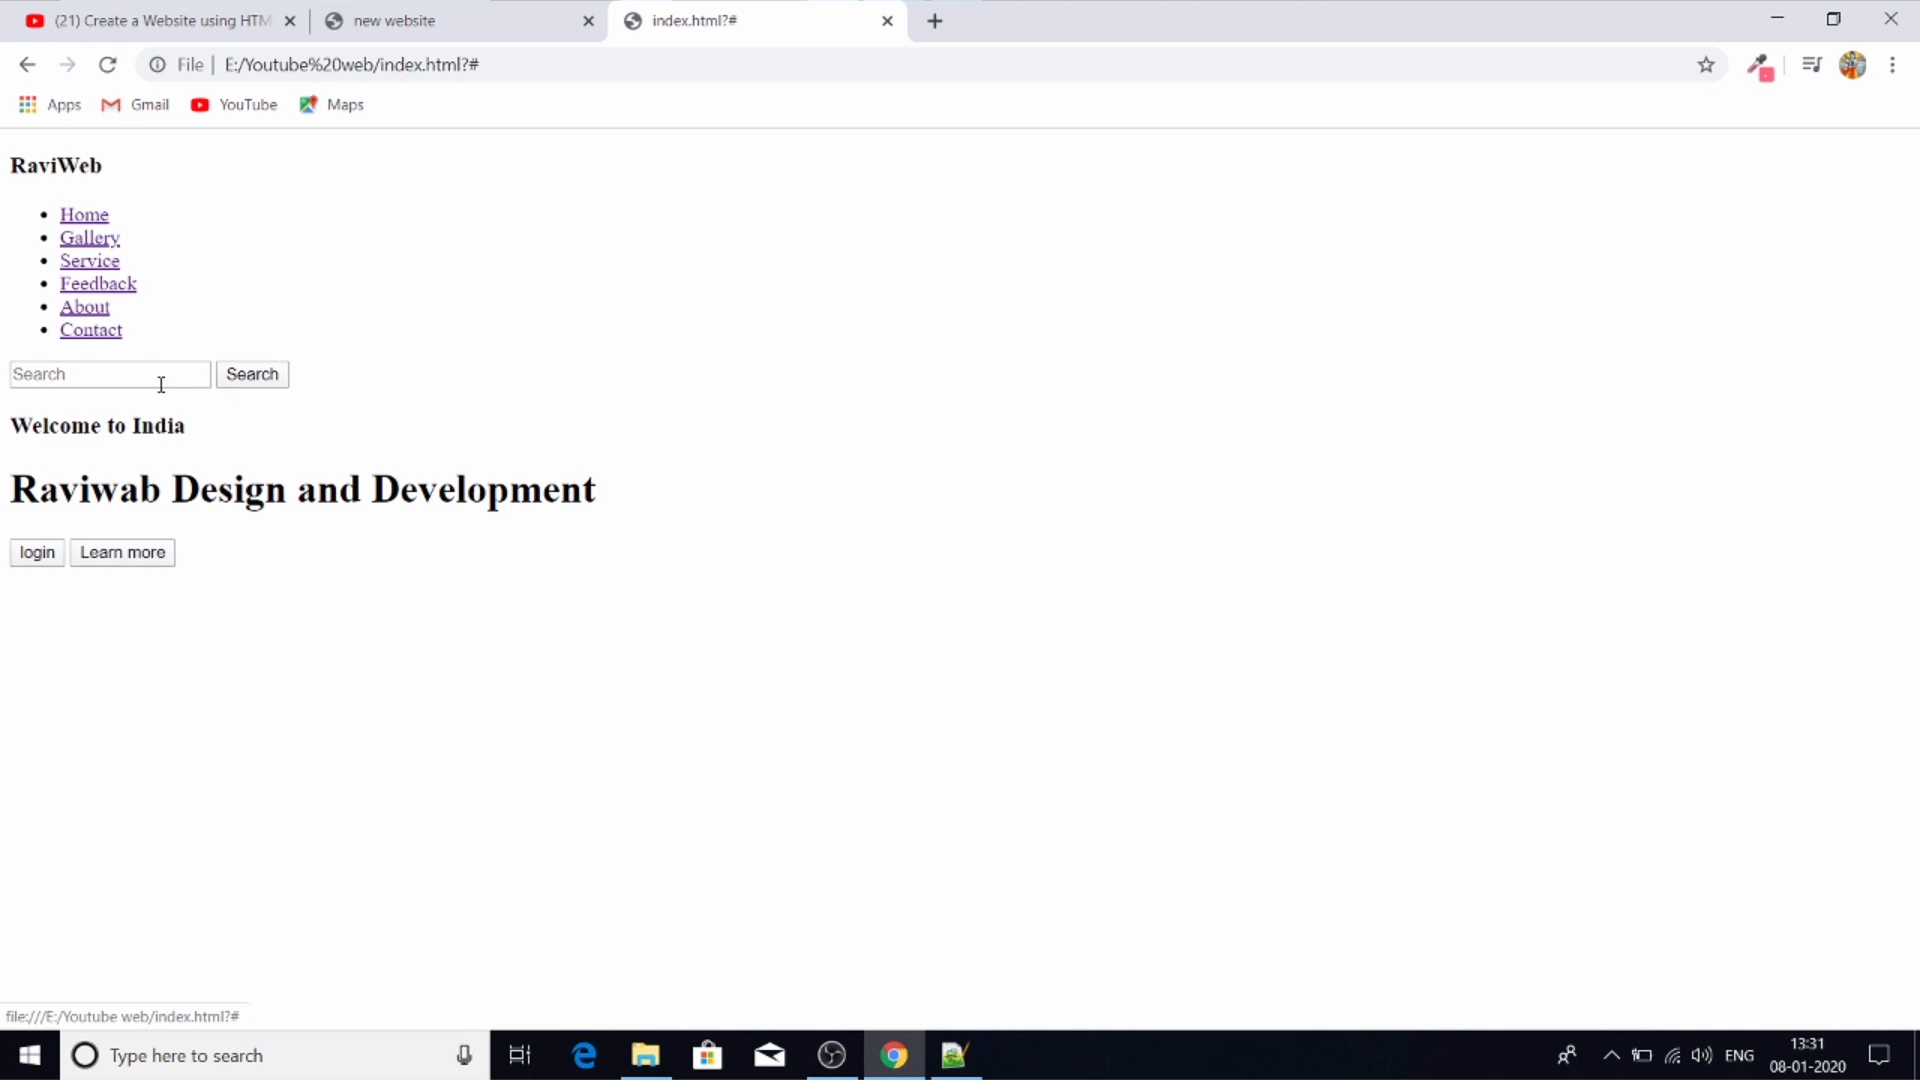 (21) Create a Website using HTM
new website
index.html?#
File | E:/Youtube%20web/index.html?#
Apps
Gmail
YouTube
Maps
RaviWeb
Home
Gallery
Service
Feedback
About
Contact
Search Search
Welcome to India
Raviwab Design and Development
login Learn more
file:///E:/Youtube web/index.html?#
Type here to search
ENG
13:31
08-01-2020